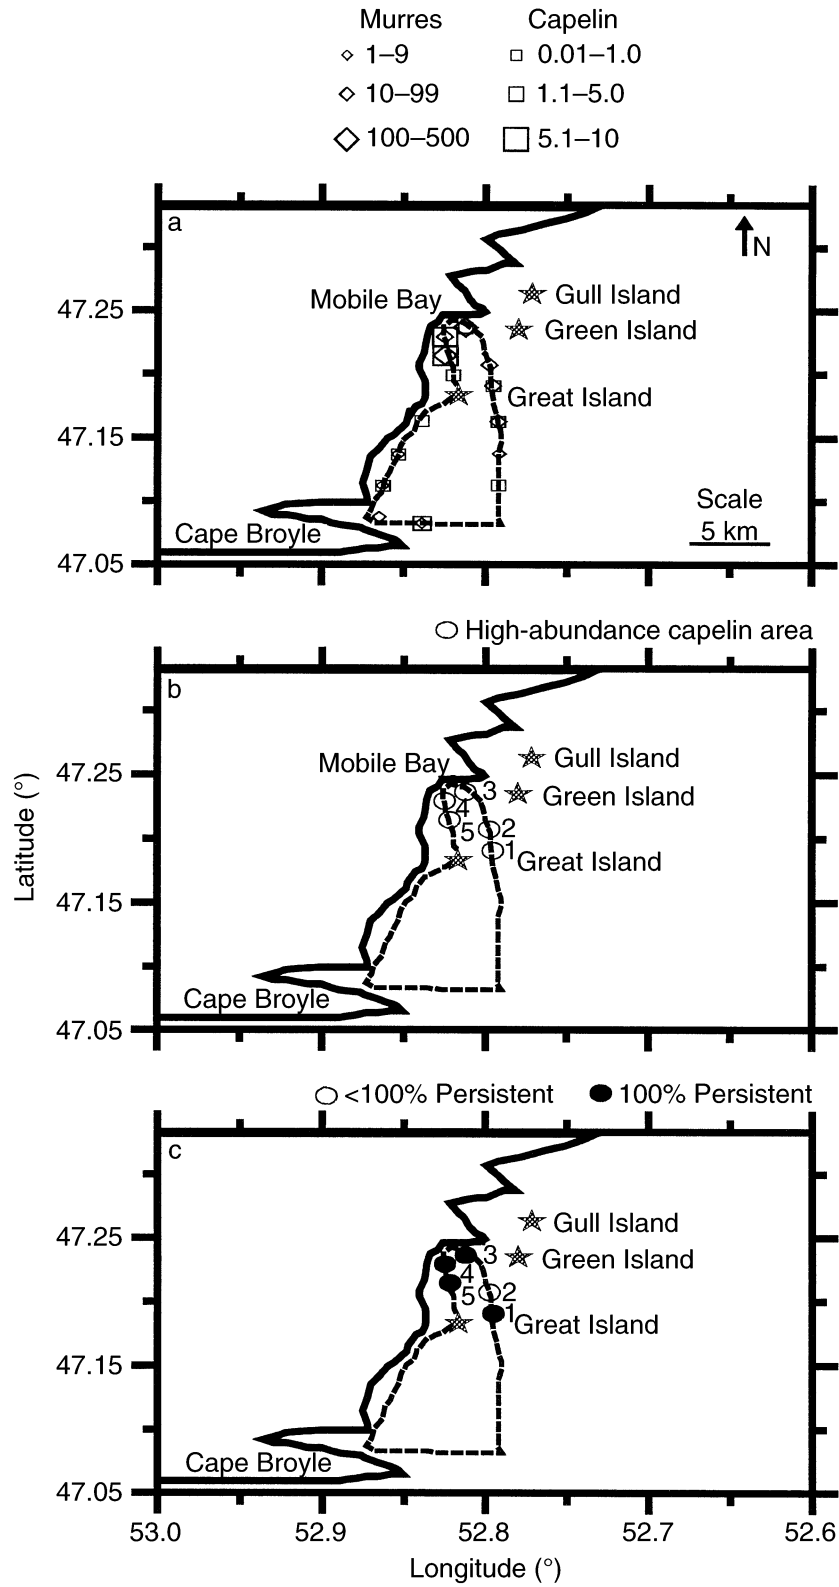 Murres Capelin
1–9 0.01–1.0
10–99 1.1–5.0
100–500 5.1–10
a
N
Gull Island
Mobile Bay
47.25
Green Island
Great Island
47.15
Scale
5 km
Cape Broyle
47.05
High-abundance capelin area
b
Gull Island
Mobile Bay
47.25
3
Green Island
4
5 2
1 Great Island
47.15
Cape Broyle
47.05
Latitude (°)
<100% Persistent 100% Persistent
c
Gull Island
47.25
3
Green Island
4
5 2
1 Great Island
47.15
Cape Broyle
47.05
53.0 52.9 52.8 52.7 52.6
Longitude (°)